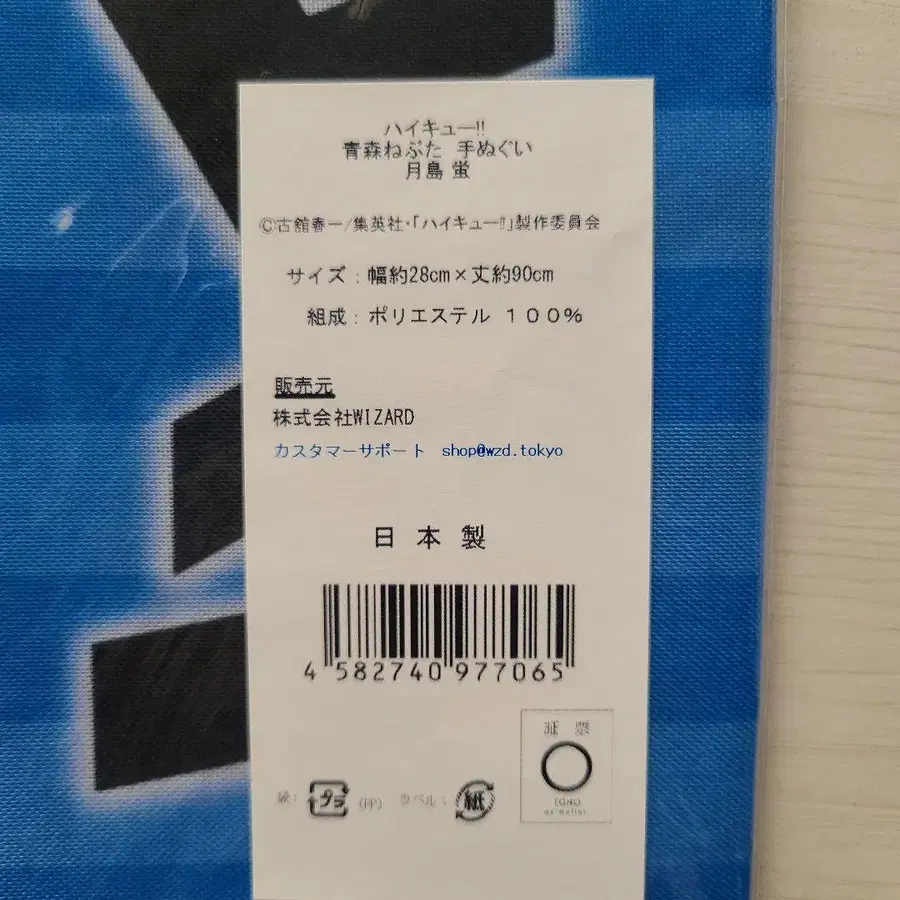 ハイキュー!!
青森ねぶた 手ぬぐい
月島 蛍
©古舘春一/集英社・「ハイキュー!!」製作委員会
サイズ：幅約28cm×丈約90cm
組成：ポリエステル １００％
販売元
株式会社WIZARD
カスタマーサポート shop@wzd.tokyo
日本製
4 582740 977065
証 票
TOHO
animation
袋： プラ (PP) ラベル： 紙